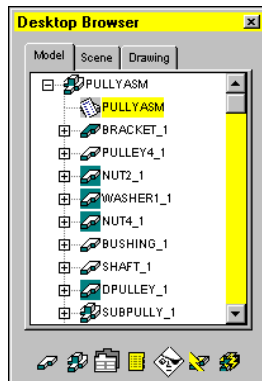 Desktop Browser
Model Scene Drawing
PULLYASM
PULLYASM
BRACKET_1
PULLEY4_1
NUT2_1
WASHER1_1
NUT4_1
BUSHING_1
SHAFT_1
DPULLEY_1
SUBPULLY_1